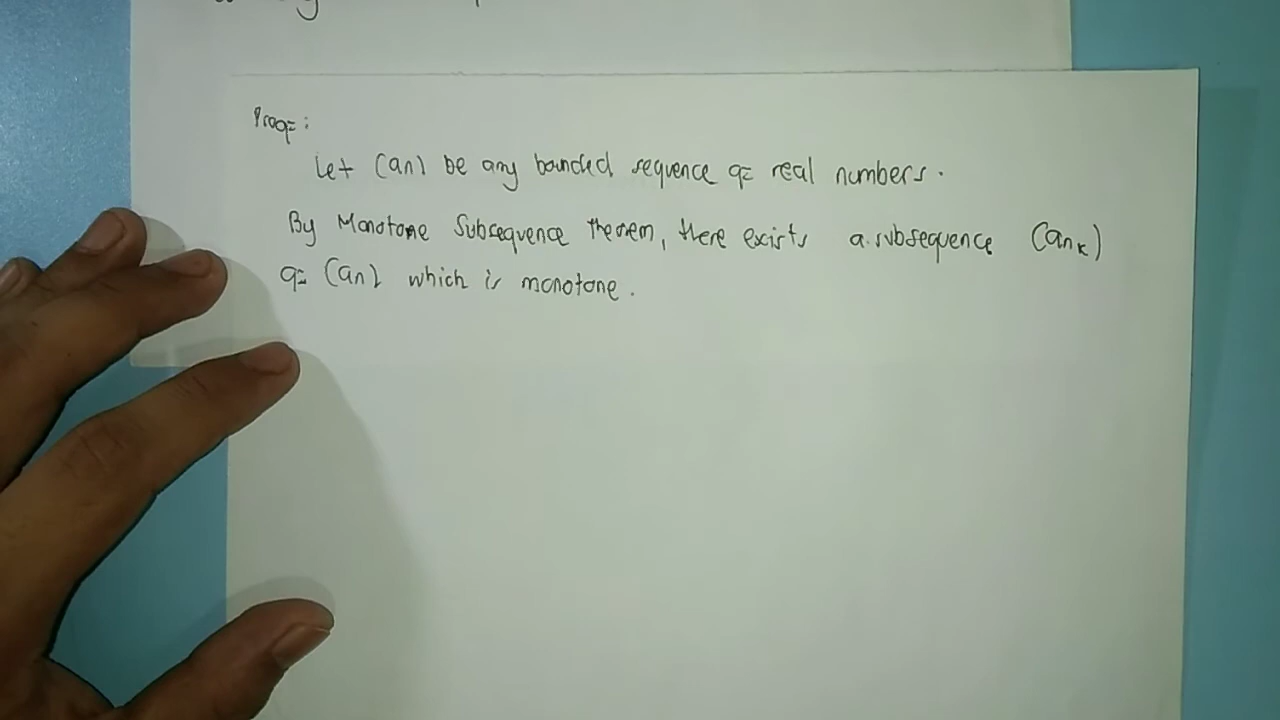 Proof:
Let (an) be any bounded sequence of real numbers.
By Monotone Subsequence theorem, there exists a subsequence (ank)
of (an) which is monotone.